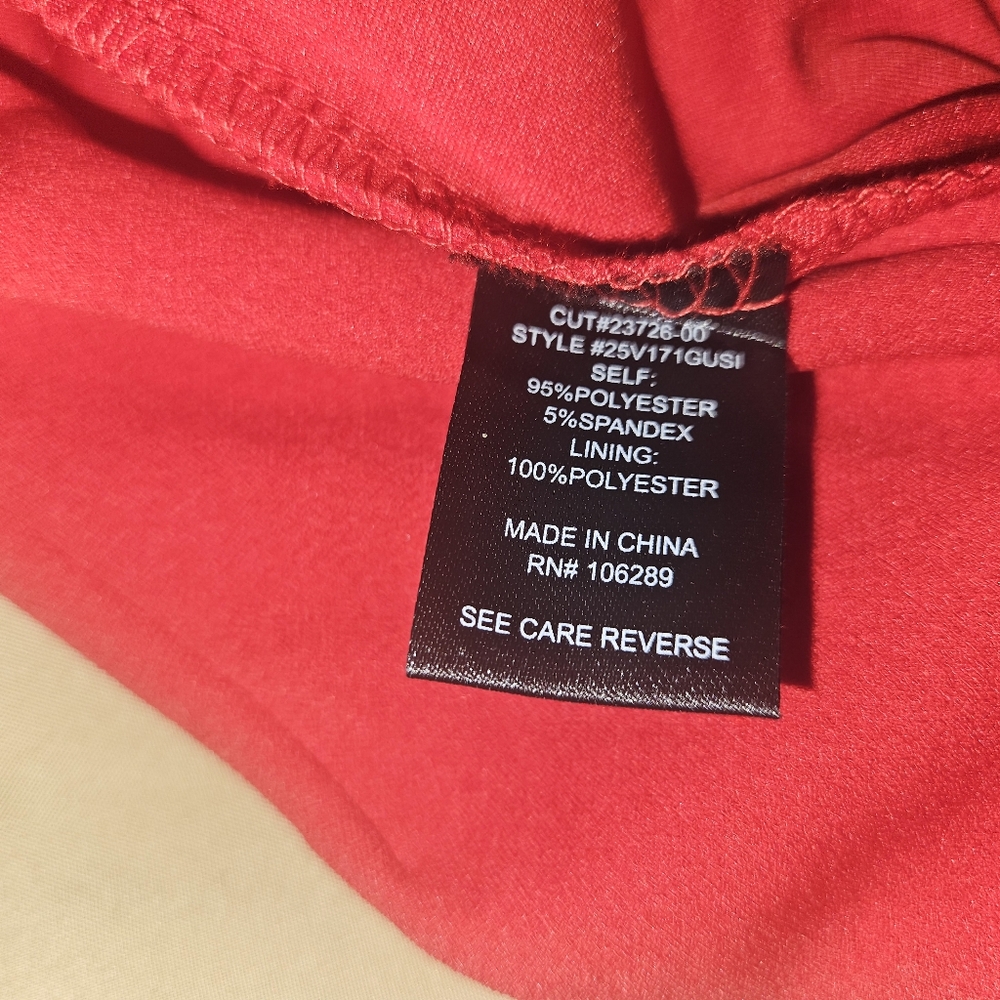 CUT#23726-00
STYLE #25V171GUSI
SELF:
95%POLYESTER
5%SPANDEX
LINING:
100%POLYESTER
MADE IN CHINA
RN# 106289
SEE CARE REVERSE